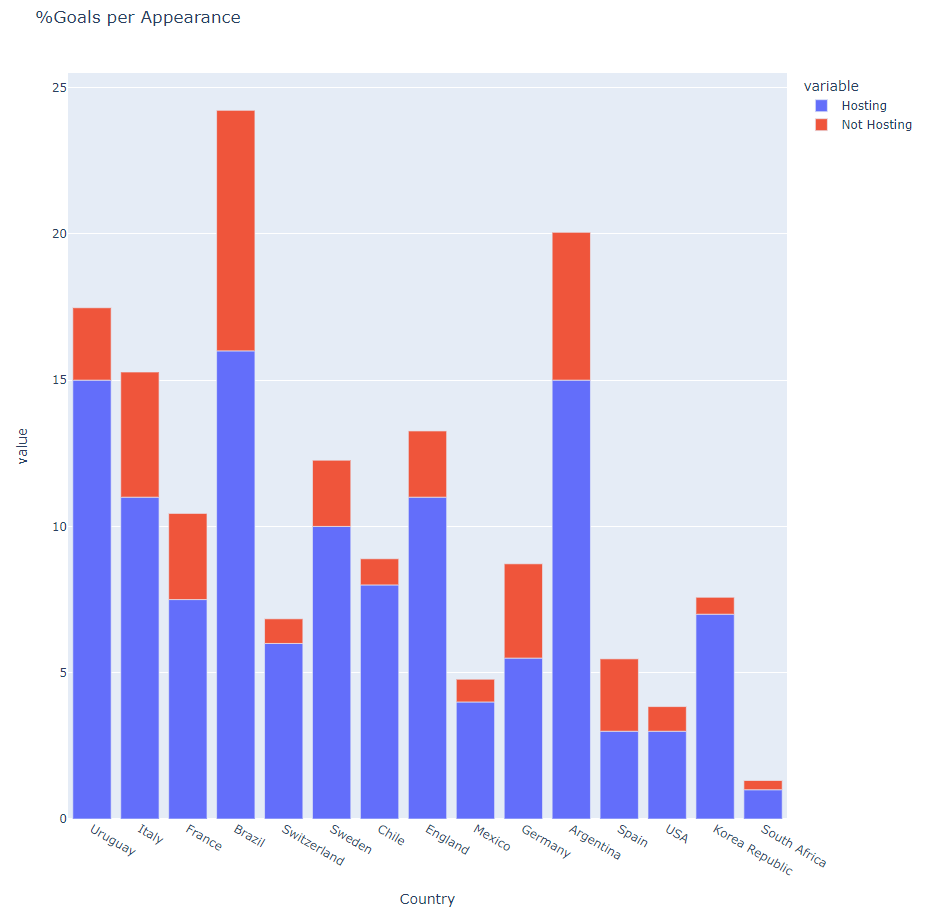 %Goals per Appearance
variable
Hosting
Not Hosting
25
20
15
10
5
0
value
Uruguay
Italy
France
Brazil
Switzerland
Sweden
Chile
England
Mexico
Germany
Argentina
Spain
USA
Korea Republic
South Africa
Country